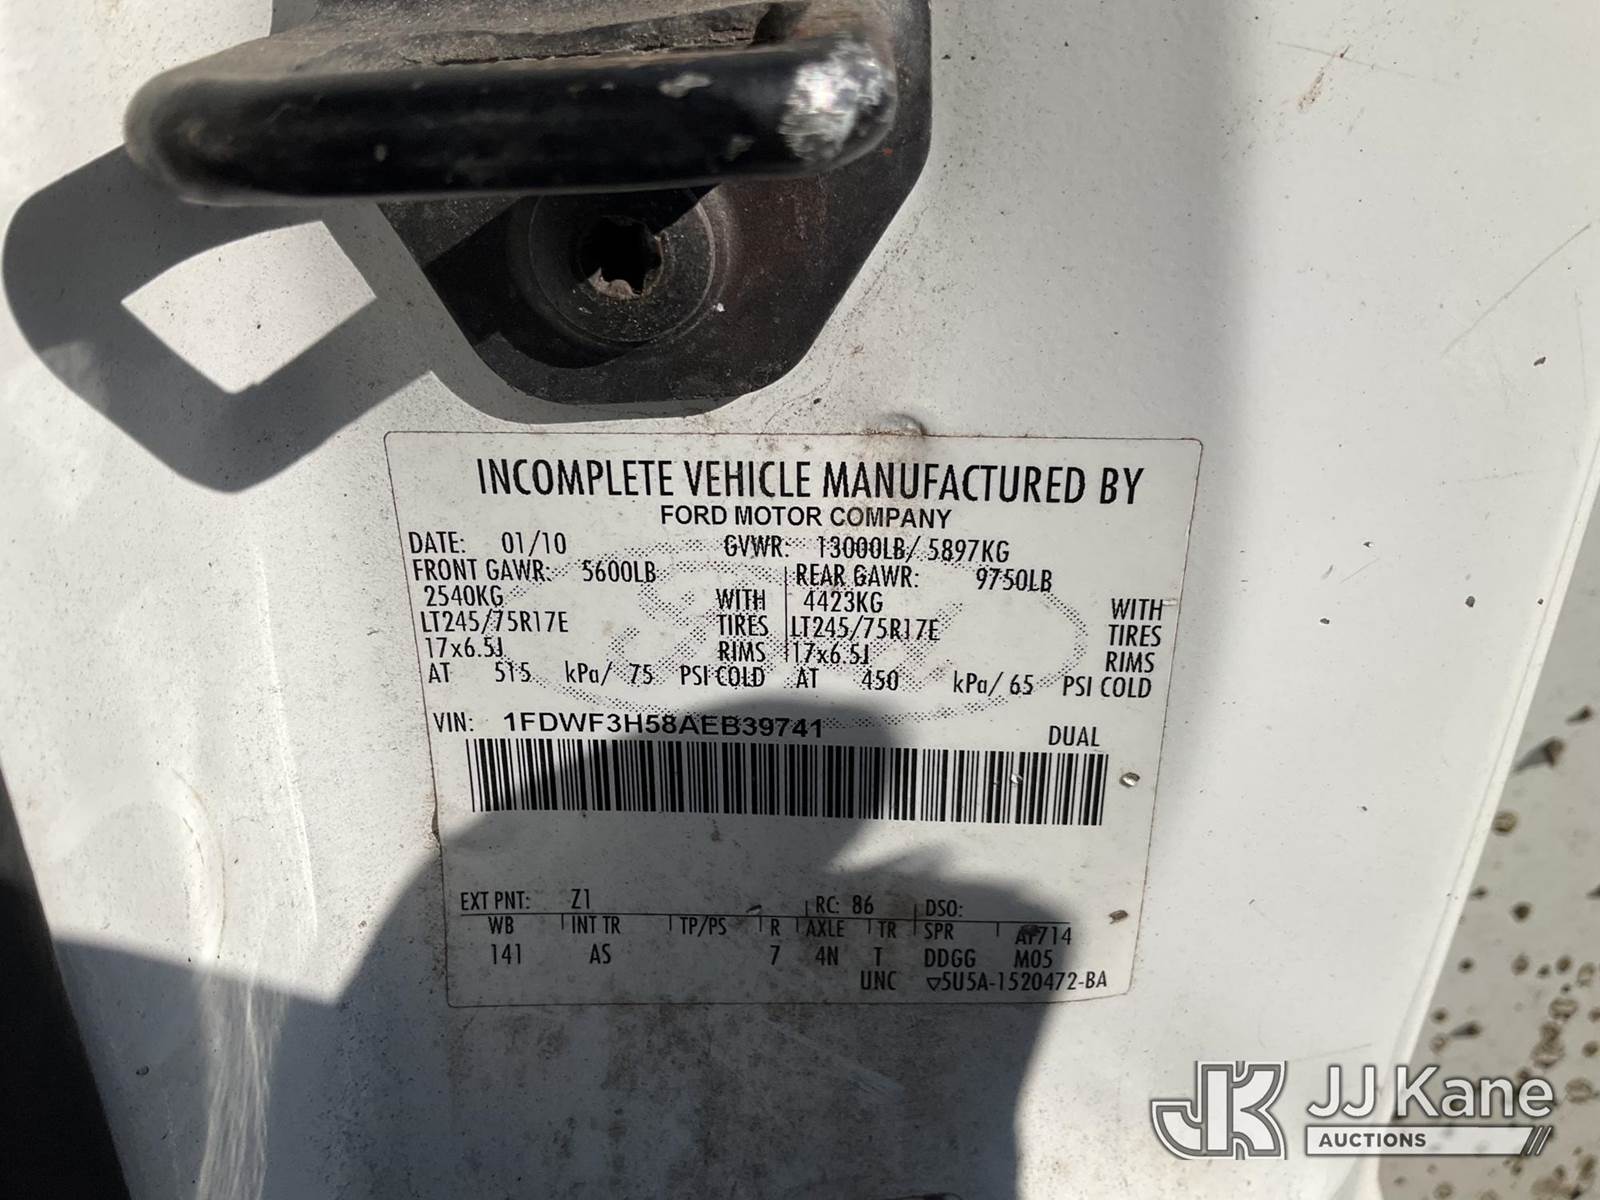 INCOMPLETE VEHICLE MANUFACTURED BY
FORD MOTOR COMPANY
DATE: 01/10 GVWR: 13000LB/ 5897KG
FRONT GAWR: 5600LB REAR GAWR: 9750LB
2540KG WITH 4423KG WITH
LT245/75R17E TIRES LT245/75R17E TIRES
17x6.5J RIMS 17x6.5J RIMS
AT 515 kPa/ 75 PSI COLD AT 450 kPa/ 65 PSI COLD
VIN: 1FDWF3H58AEB39741 DUAL
EXT PNT: Z1 RC: 86 DSO:
WB INT TR TP/PS R AXLE TR SPR AF714
141 AS 7 4N T DDGG M05
UNC 5U5A-1520472-BA
JK JJ Kane
AUCTIONS